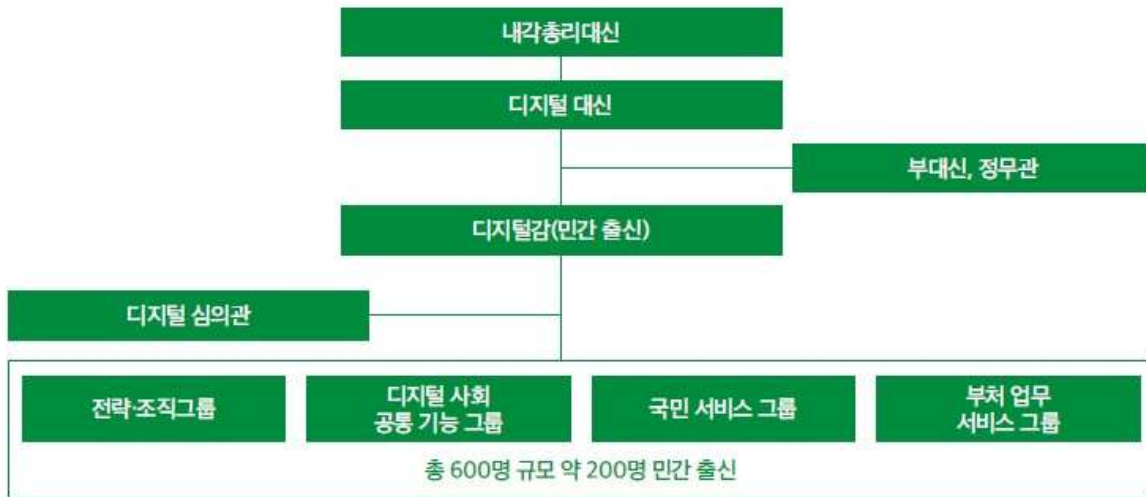 내각총리대신
디지털 대신
부대신, 정무관
디지털감(민간 출신)
디지털 심의관
전략·조직그룹
디지털 사회
공통 기능 그룹
국민 서비스 그룹
부처 업무
서비스 그룹
총 600명 규모 약 200명 민간 출신